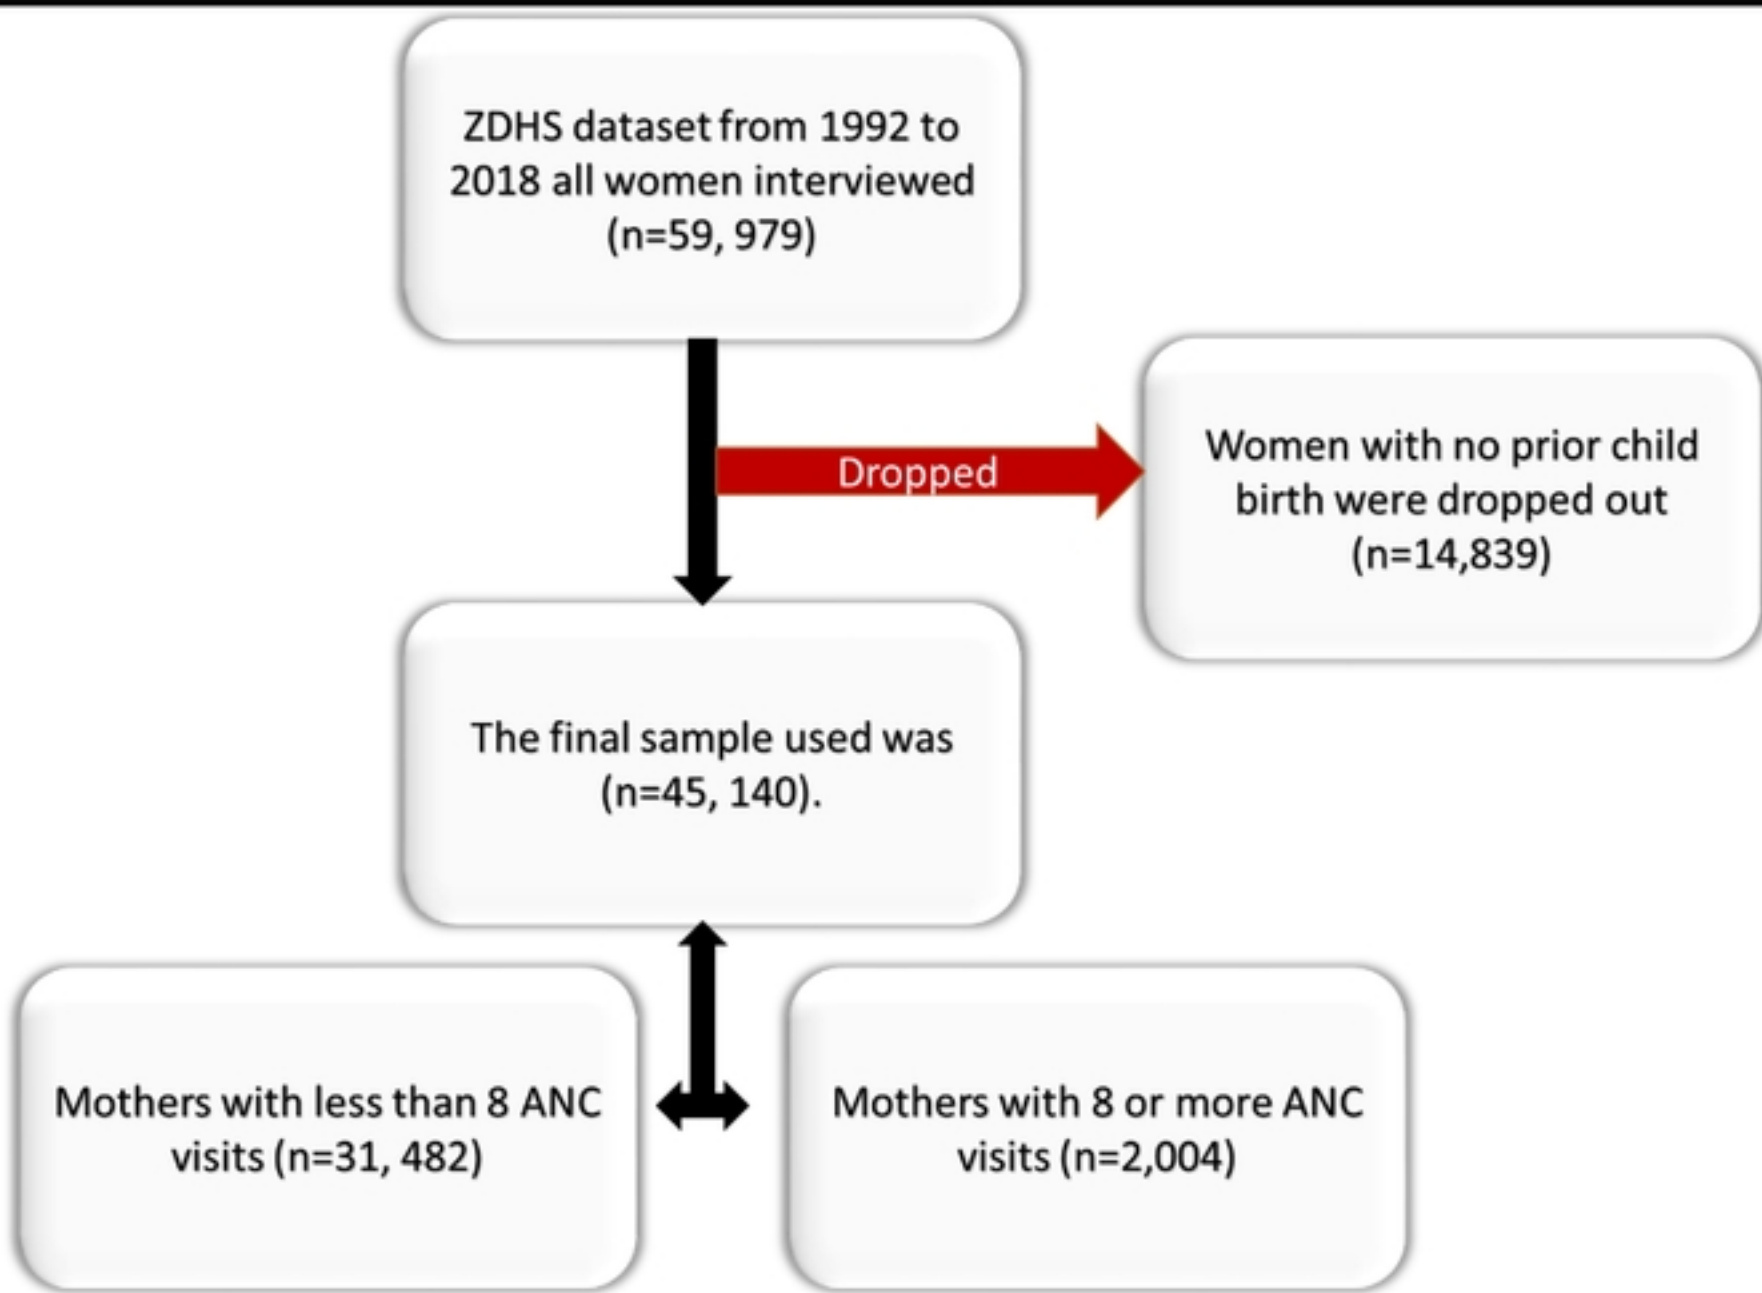 ZDHS dataset from 1992 to
2018 all women interviewed
(n=59, 979)
Dropped
Women with no prior child
birth were dropped out
(n=14,839)
The final sample used was
(n=45, 140).
Mothers with less than 8 ANC
visits (n=31, 482)
Mothers with 8 or more ANC
visits (n=2,004)